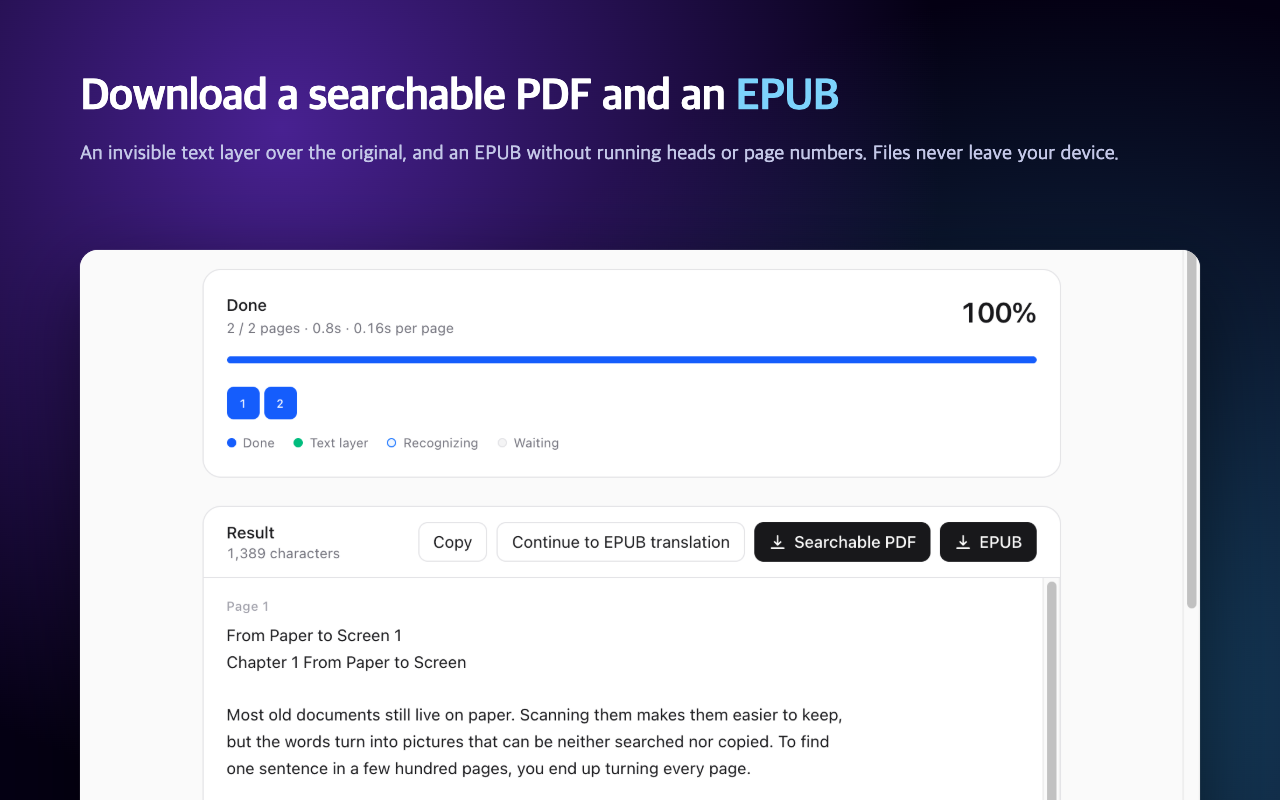 Download a searchable PDF and an EPUB
An invisible text layer over the original, and an EPUB without running heads or page numbers. Files never leave your device.
Done
2 / 2 pages · 0.8s · 0.16s per page
100%
1 2
Done Text layer Recognizing Waiting
Result
1,389 characters
Copy Continue to EPUB translation Searchable PDF EPUB
Page 1
From Paper to Screen 1
Chapter 1 From Paper to Screen
Most old documents still live on paper. Scanning them makes them easier to keep,
but the words turn into pictures that can be neither searched nor copied. To find
one sentence in a few hundred pages, you end up turning every page.